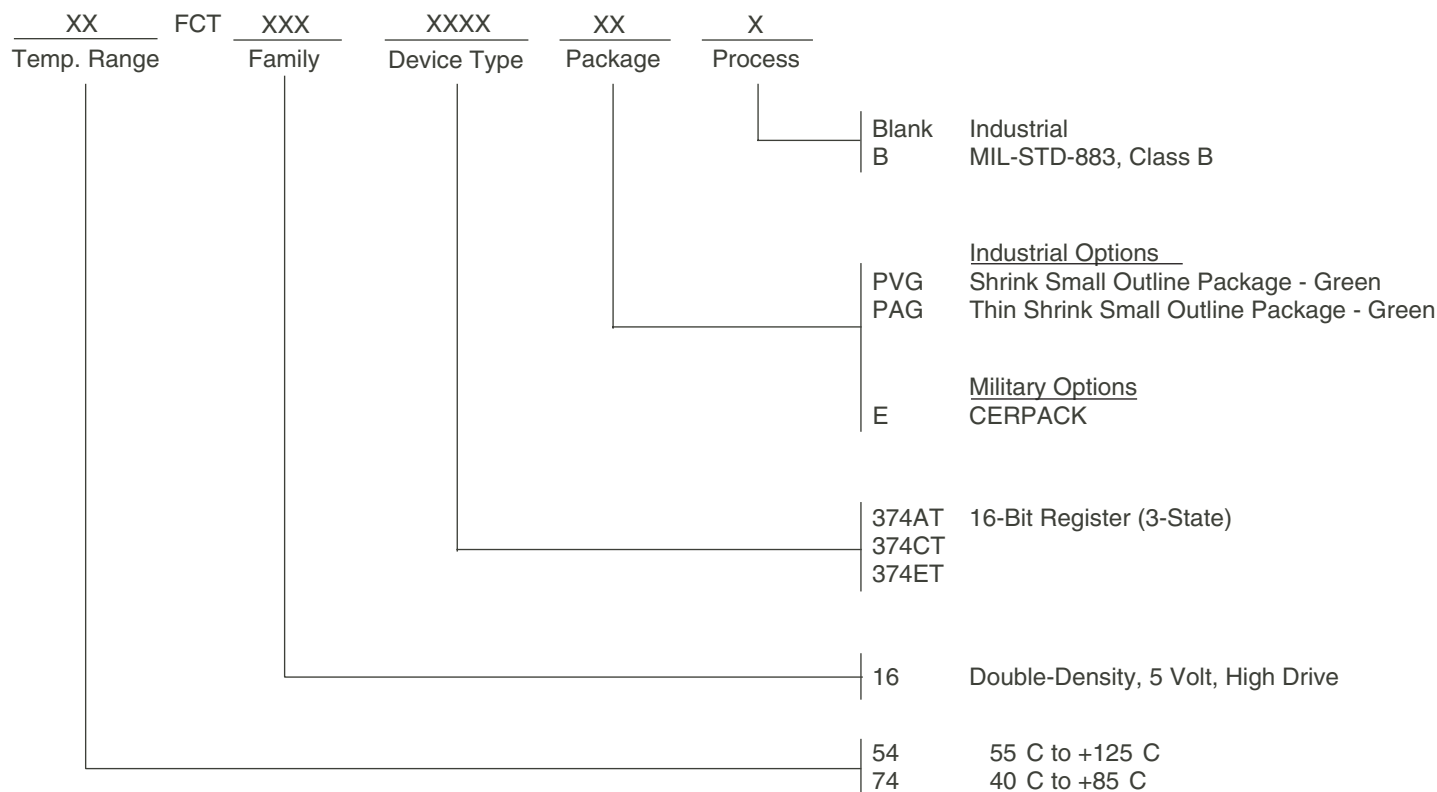 XX FCT XXX XXXX XX X
Temp. Range Family Device Type Package Process
Blank Industrial
B MIL-STD-883, Class B
Industrial Options
PVG Shrink Small Outline Package - Green
PAG Thin Shrink Small Outline Package - Green
Military Options
E CERPACK
374AT 16-Bit Register (3-State)
374CT
374ET
16 Double-Density, 5 Volt, High Drive
54 55 C to +125 C
74 40 C to +85 C